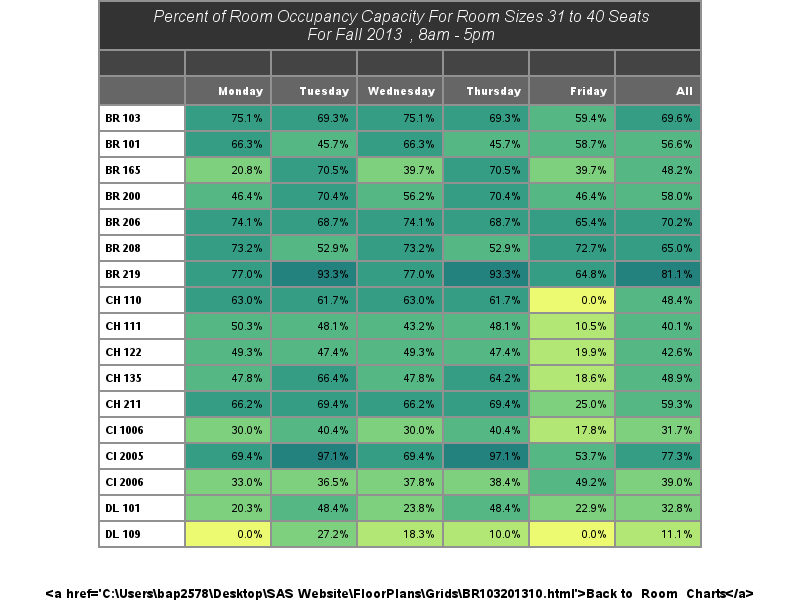 Percent of Room Occupancy Capacity For Room Sizes 31 to 40 Seats
For Fall 2013 , 8am - 5pm
Monday Tuesday Wednesday Thursday Friday All
BR 103 75.1% 69.3% 75.1% 69.3% 59.4% 69.6%
BR 101 66.3% 45.7% 66.3% 45.7% 58.7% 56.6%
BR 165 20.8% 70.5% 39.7% 70.5% 39.7% 48.2%
BR 200 46.4% 70.4% 56.2% 70.4% 46.4% 58.0%
BR 206 74.1% 68.7% 74.1% 68.7% 65.4% 70.2%
BR 208 73.2% 52.9% 73.2% 52.9% 72.7% 65.0%
BR 219 77.0% 93.3% 77.0% 93.3% 64.8% 81.1%
CH 110 63.0% 61.7% 63.0% 61.7% 0.0% 48.4%
CH 111 50.3% 48.1% 43.2% 48.1% 10.5% 40.1%
CH 122 49.3% 47.4% 49.3% 47.4% 19.9% 42.6%
CH 135 47.8% 66.4% 47.8% 64.2% 18.6% 48.9%
CH 211 66.2% 69.4% 66.2% 69.4% 25.0% 59.3%
CI 1006 30.0% 40.4% 30.0% 40.4% 17.8% 31.7%
CI 2005 69.4% 97.1% 69.4% 97.1% 53.7% 77.3%
CI 2006 33.0% 36.5% 37.8% 38.4% 49.2% 39.0%
DL 101 20.3% 48.4% 23.8% 48.4% 22.9% 32.8%
DL 109 0.0% 27.2% 18.3% 10.0% 0.0% 11.1%
<a href='C:\Users\bap2578\Desktop\SAS Website\FloorPlans\Grids\BR103201310.html'>Back to Room Charts</a>